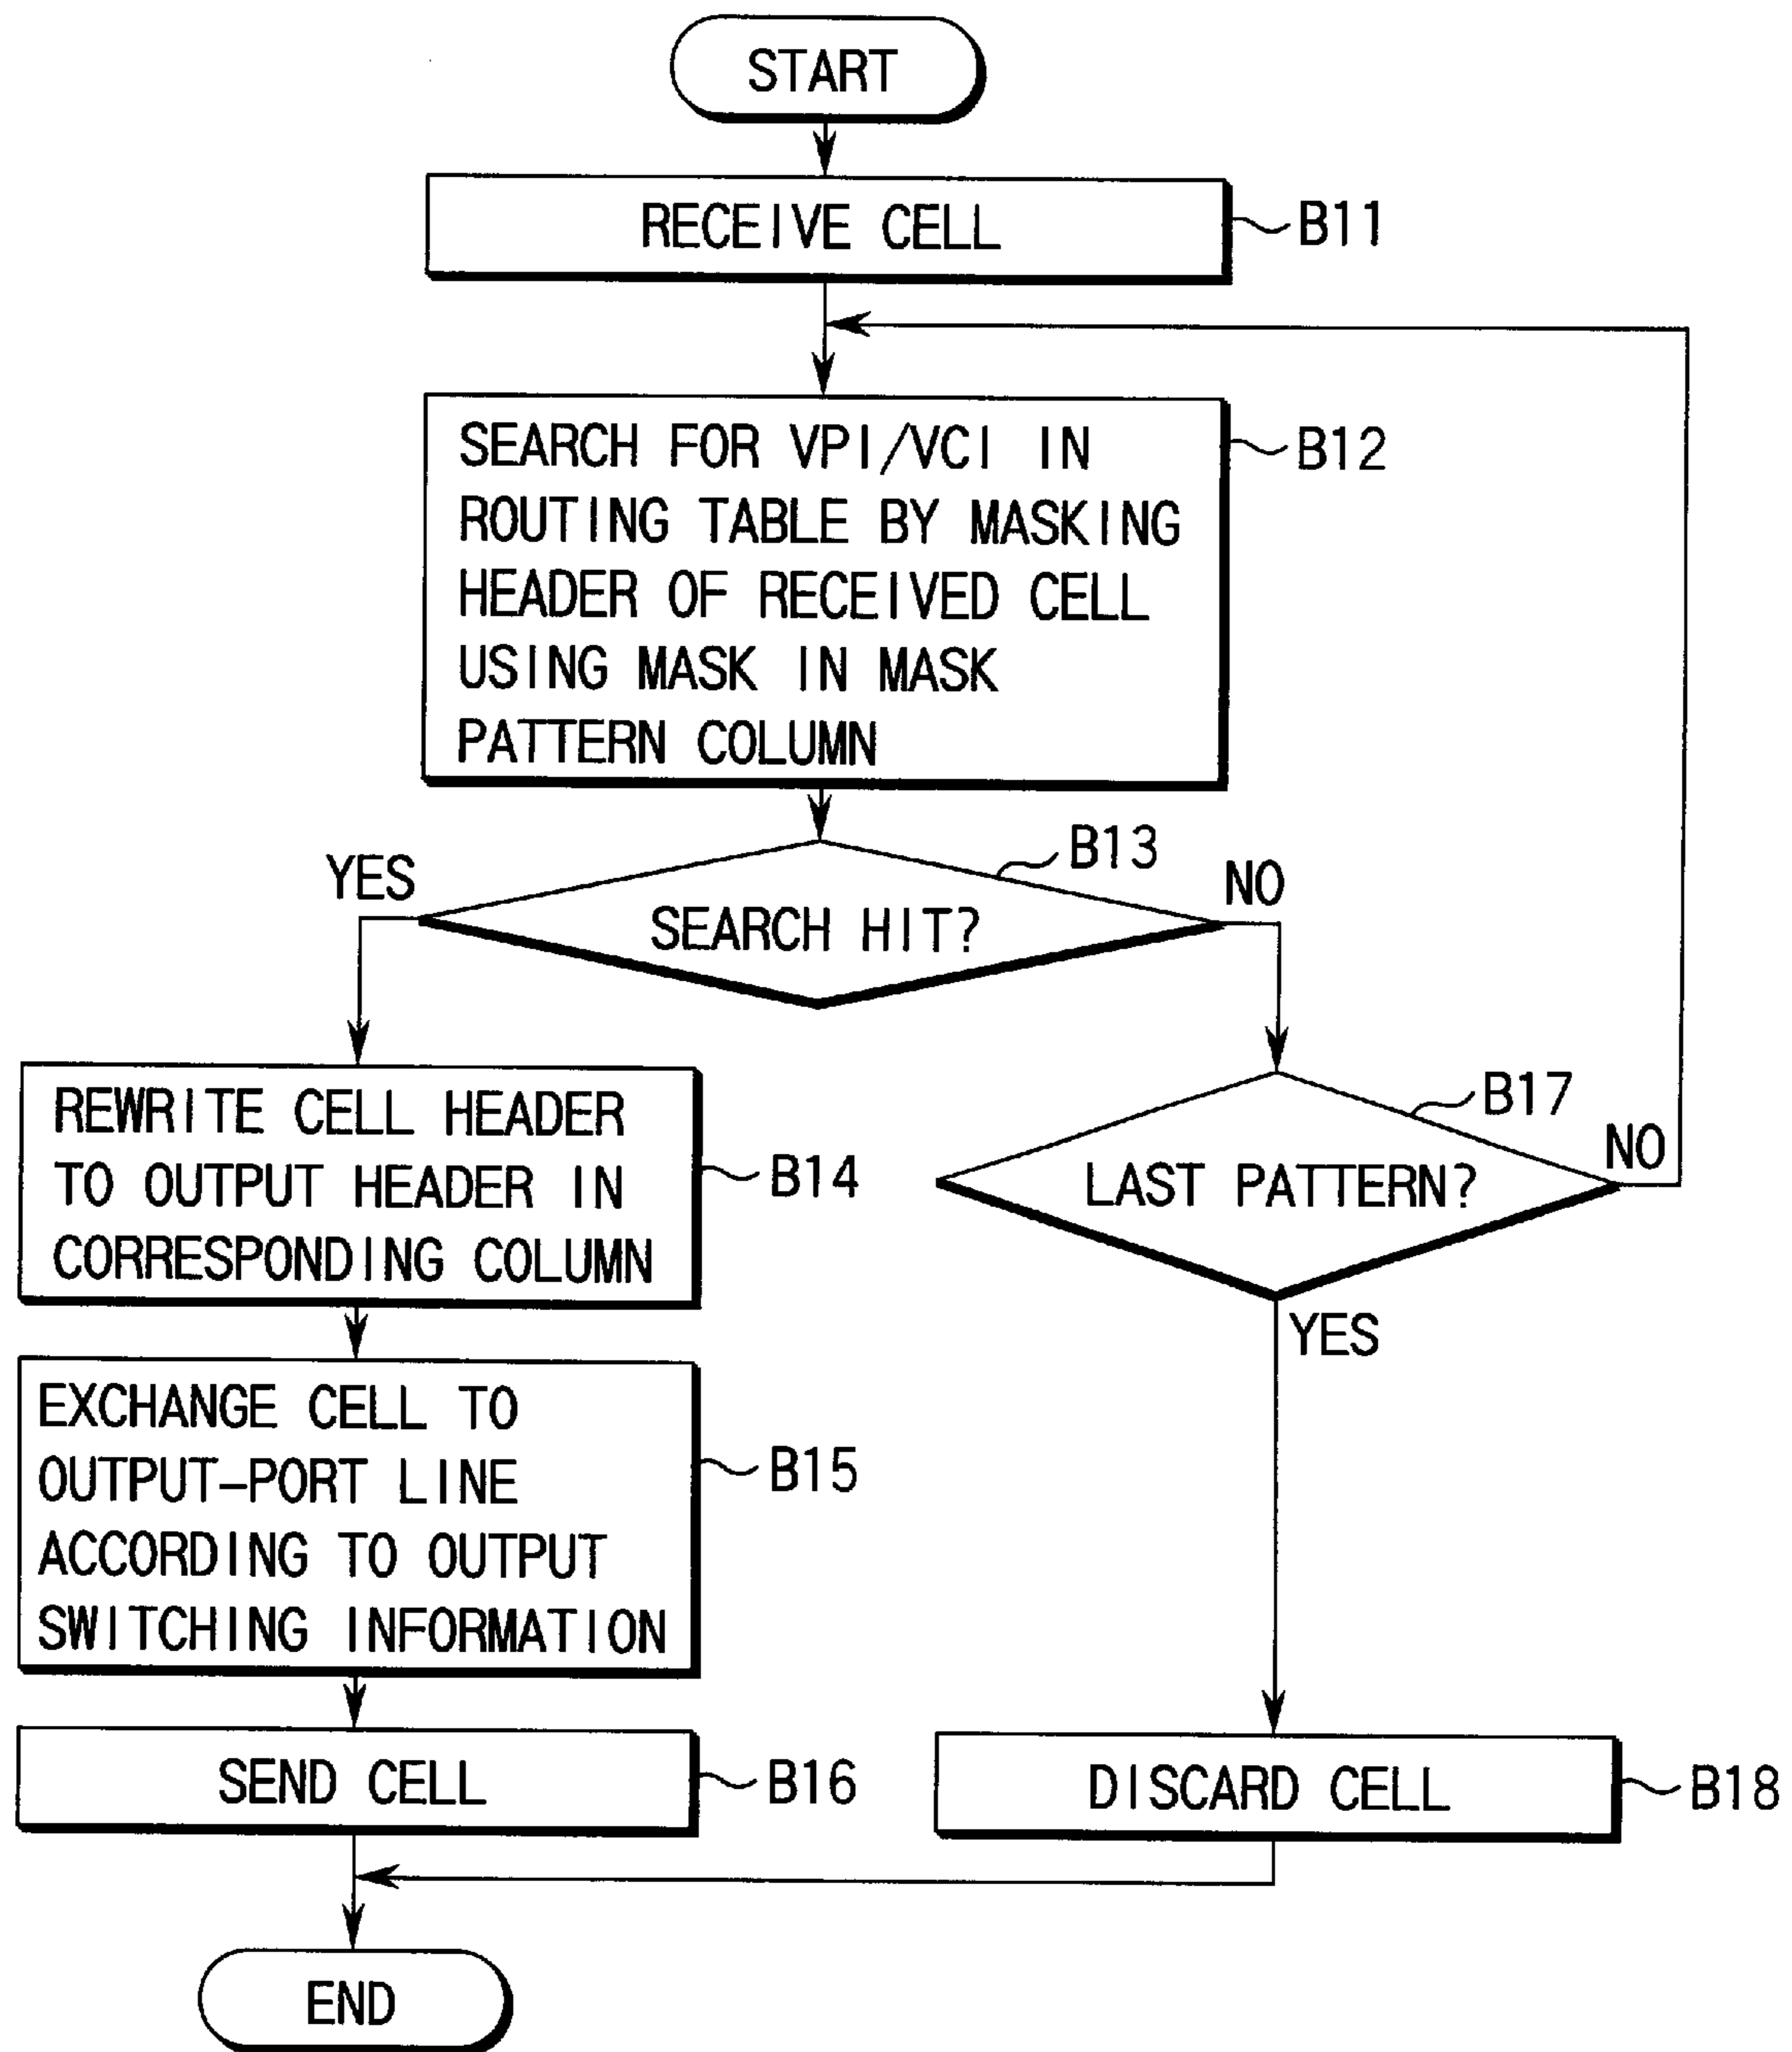 START
RECEIVE CELL
B11
SEARCH FOR VPI/VCI IN
ROUTING TABLE BY MASKING
HEADER OF RECEIVED CELL
USING MASK IN MASK
PATTERN COLUMN
B12
B13
YES
NO
SEARCH HIT?
REWRITE CELL HEADER
TO OUTPUT HEADER IN
CORRESPONDING COLUMN
B14
B17
LAST PATTERN?
NO
YES
EXCHANGE CELL TO
OUTPUT-PORT LINE
ACCORDING TO OUTPUT
SWITCHING INFORMATION
B15
SEND CELL
B16
DISCARD CELL
B18
END